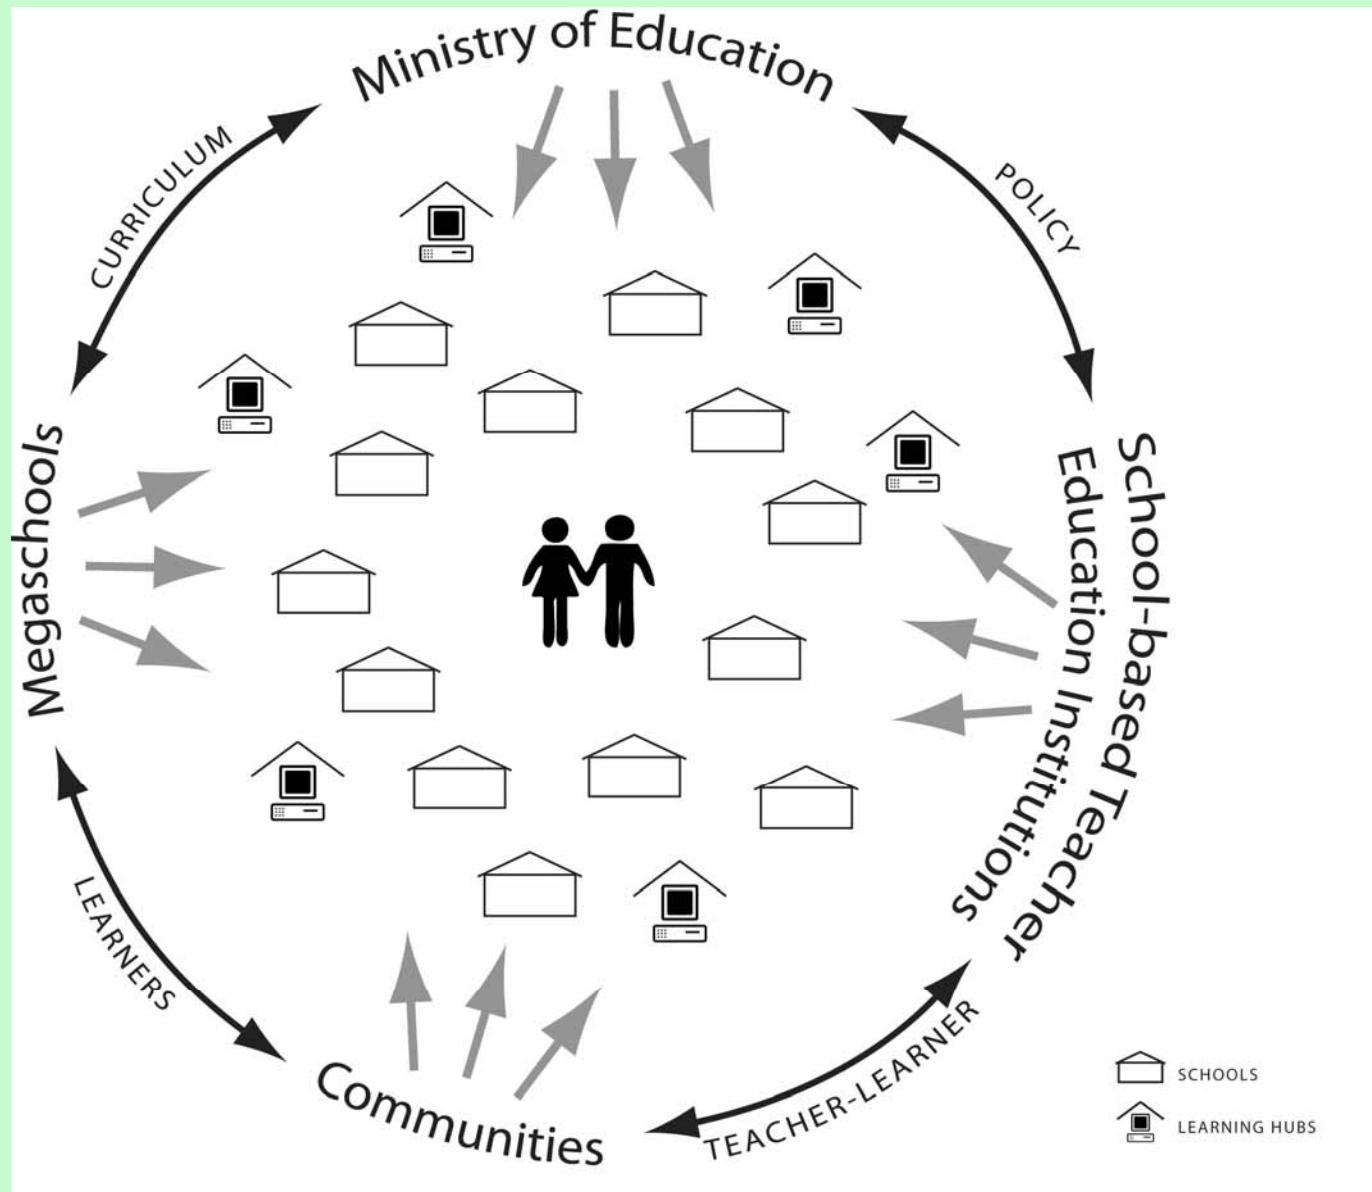 Ministry of Education
CURRICULUM
POLICY
Megaschools
School-based Teacher
Education Institutions
LEARNERS
Communities
TEACHER-LEARNER
SCHOOLS
LEARNING HUBS